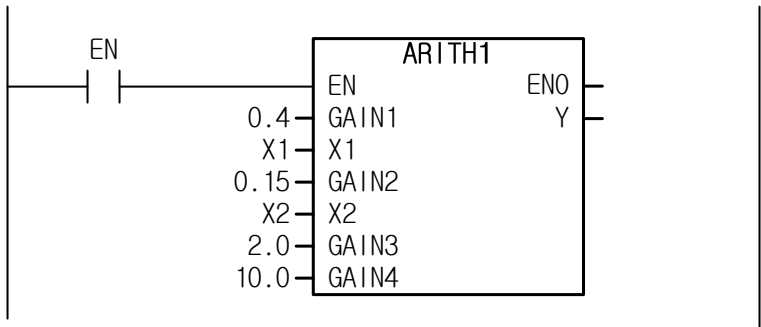 EN
ARITH1
EN ENO
0.4 GAIN1 Y
X1 X1
0.15 GAIN2
X2 X2
2.0 GAIN3
10.0 GAIN4